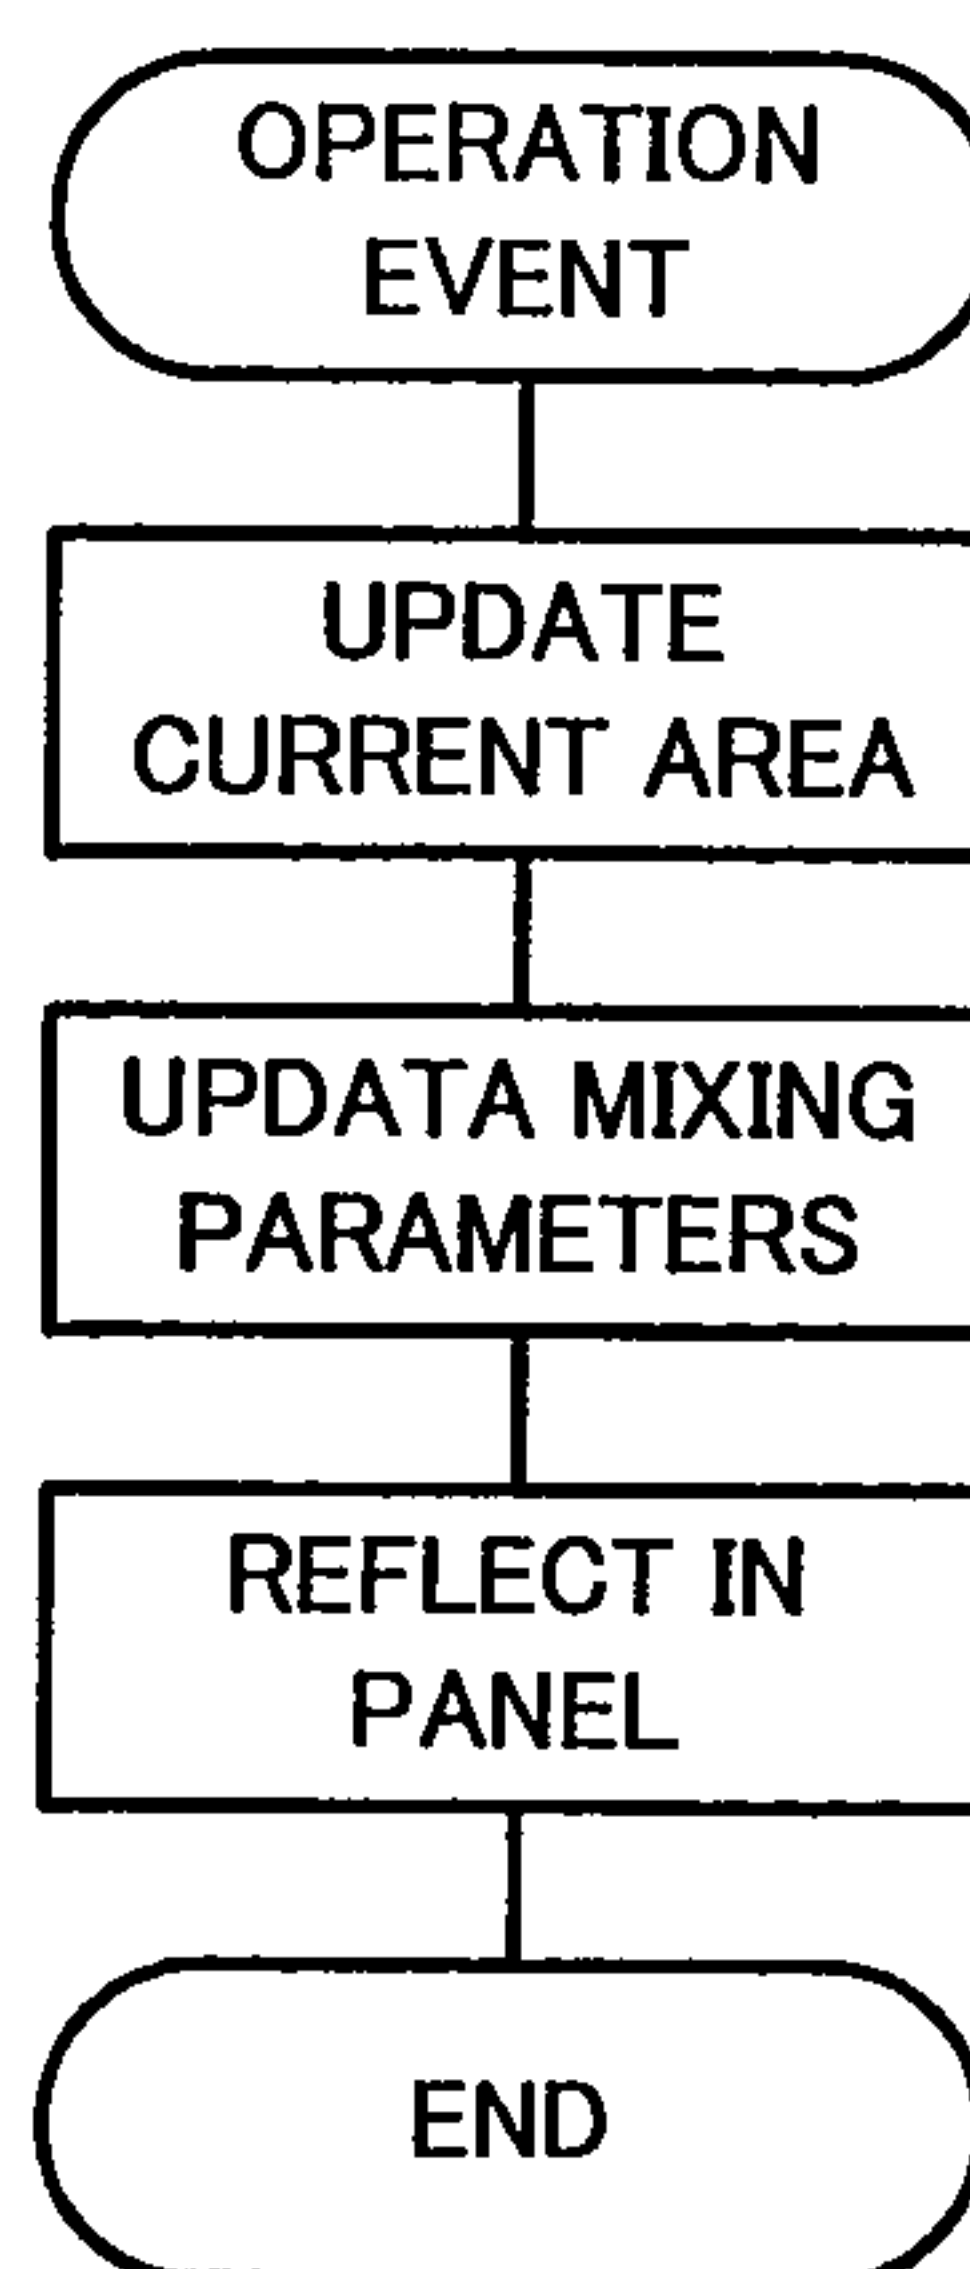 OPERATION
EVENT
UPDATE
CURRENT AREA
UPDATA MIXING
PARAMETERS
REFLECT IN
PANEL
END